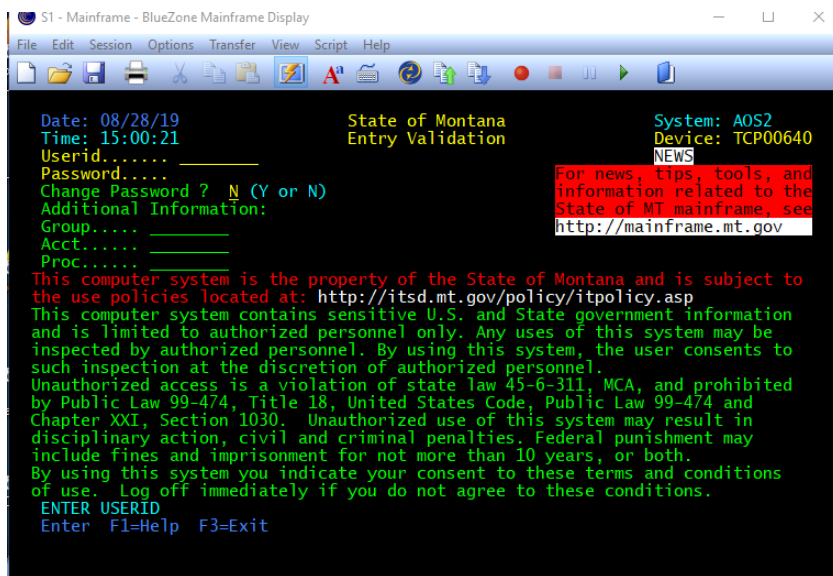 S1 - Mainframe - BlueZone Mainframe Display
File Edit Session Options Transfer View Script Help
Date: 08/28/19 State of Montana System: AOS2
Time: 15:00:21 Entry Validation Device: TCP00640
Userid....... ________ NEWS
Password..... For news, tips, tools, and
Change Password ? N (Y or N) information related to the
Additional Information: State of MT mainframe, see
Group..... ________ http://mainframe.mt.gov
Acct...... ________
Proc...... ________
This computer system is the property of the State of Montana and is subject to
the use policies located at: http://itsd.mt.gov/policy/itpolicy.asp
This computer system contains sensitive U.S. and State government information
and is limited to authorized personnel only. Any uses of this system may be
inspected by authorized personnel. By using this system, the user consents to
such inspection at the discretion of authorized personnel.
Unauthorized access is a violation of state law 45-6-311, MCA, and prohibited
by Public Law 99-474, Title 18, United States Code, Public Law 99-474 and
Chapter XXI, Section 1030. Unauthorized use of this system may result in
disciplinary action, civil and criminal penalties. Federal punishment may
include fines and imprisonment for not more than 10 years, or both.
By using this system you indicate your consent to these terms and conditions
of use. Log off immediately if you do not agree to these conditions.
ENTER USERID
Enter F1=Help F3=Exit